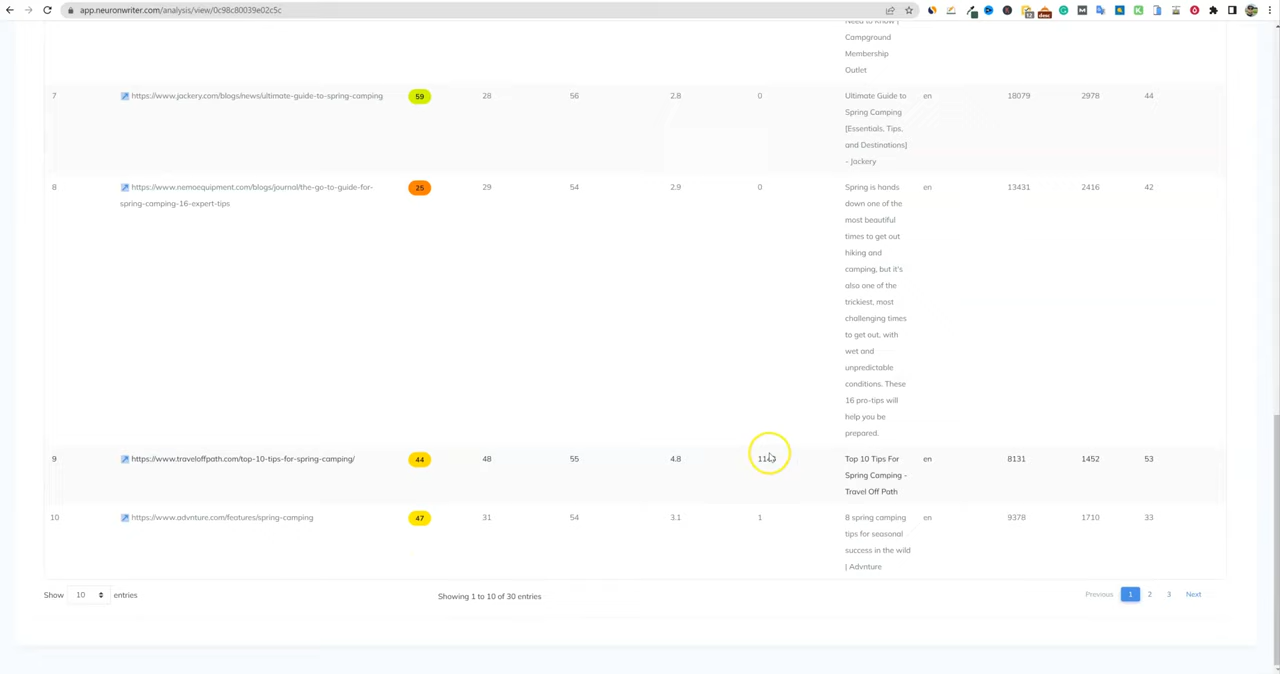 app.neuronwriter.com/analysis/view/0c98c80039e02c5c
Need to Know |
Campground
Membership
Outlet
7 https://www.jackery.com/blogs/news/ultimate-guide-to-spring-camping 59 28 56 2.8 0 Ultimate Guide to en 18079 2978 44
Spring Camping
[Essentials, Tips,
and Destinations]
- Jackery
8 https://www.nemoequipment.com/blogs/journal/the-go-to-guide-for- 25 29 54 2.9 0 Spring is hands en 13431 2416 42
spring-camping-16-expert-tips down one of the
most beautiful
times to get out
hiking and
camping, but it's
also one of the
trickiest, most
challenging times
to get out, with
wet and
unpredictable
conditions. These
16 pro-tips will
help you be
prepared.
9 https://www.traveloffpath.com/top-10-tips-for-spring-camping/ 44 48 55 4.8 Top 10 Tips For en 8131 1452 53
Spring Camping -
Travel Off Path
10 https://www.advnture.com/features/spring-camping 47 31 54 3.1 1 8 spring camping en 9378 1710 33
tips for seasonal
success in the wild
| Advnture
Show 10 entries Showing 1 to 10 of 30 entries Previous 1 2 3 Next